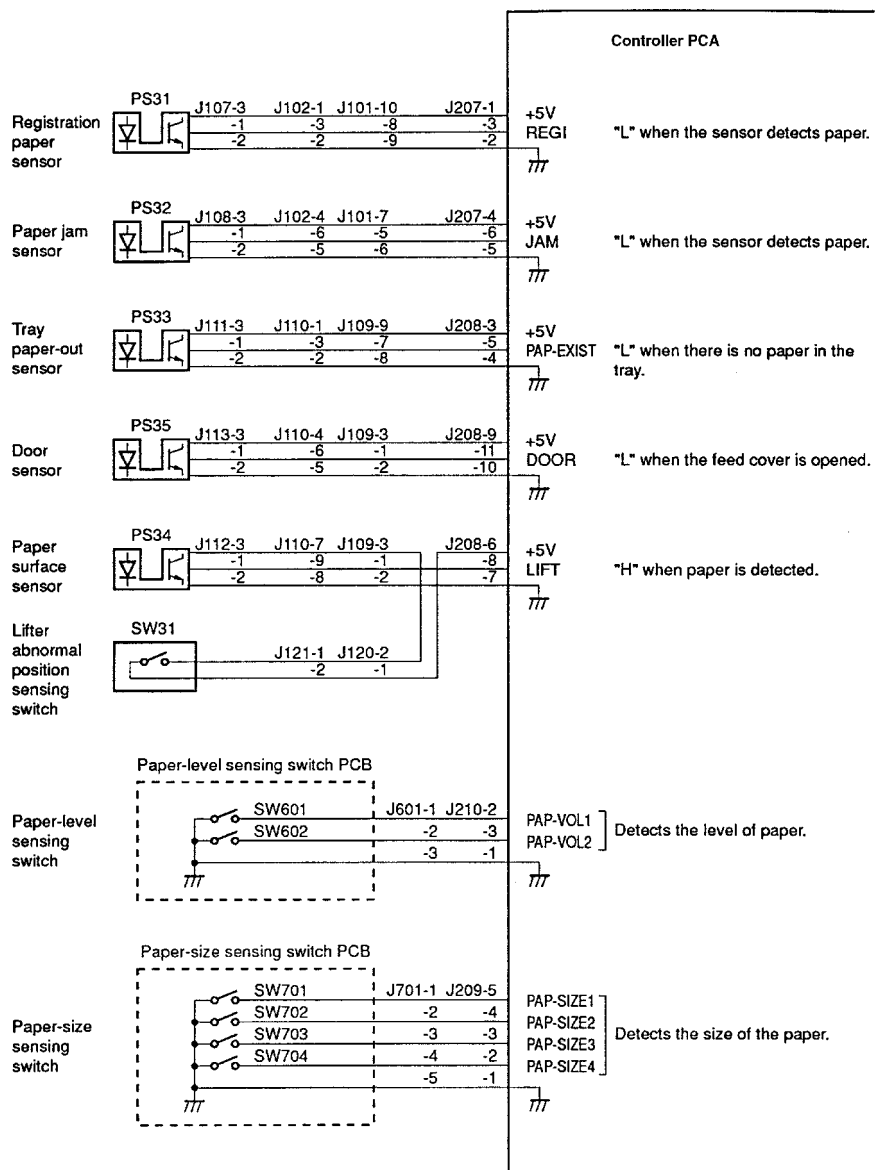 Controller PCA
PS31
J107-3 J102-1 J101-10 J207-1
+5V
Registration
paper
sensor
-1 -3 -8 -3
REGI "L" when the sensor detects paper.
-2 -2 -9 -2
PS32
J108-3 J102-4 J101-7 J207-4
+5V
Paper jam
sensor
-1 -6 -5 -6
JAM "L" when the sensor detects paper.
-2 -5 -6 -5
PS33
J111-3 J110-1 J109-9 J208-3
+5V
Tray
paper-out
sensor
-1 -3 -7 -5
PAP-EXIST "L" when there is no paper in the
tray.
-2 -2 -8 -4
PS35
J113-3 J110-4 J109-3 J208-9
+5V
Door
sensor
-1 -6 -1 -11
DOOR "L" when the feed cover is opened.
-2 -5 -2 -10
PS34
J112-3 J110-7 J109-3 J208-6
+5V
Paper
surface
sensor
-1 -9 -1 -8
LIFT "H" when paper is detected.
-2 -8 -2 -7
SW31
Lifter
abnormal
position
sensing
switch
J121-1 J120-2
-2 -1
Paper-level sensing switch PCB
SW601 J601-1 J210-2 PAP-VOL1
SW602 -2 -3 PAP-VOL2
Detects the level of paper.
-3 -1
Paper-level
sensing
switch
Paper-size sensing switch PCB
SW701 J701-1 J209-5 PAP-SIZE1
SW702 -2 -4 PAP-SIZE2
SW703 -3 -3 PAP-SIZE3
SW704 -4 -2 PAP-SIZE4
Detects the size of the paper.
-5 -1
Paper-size
sensing
switch